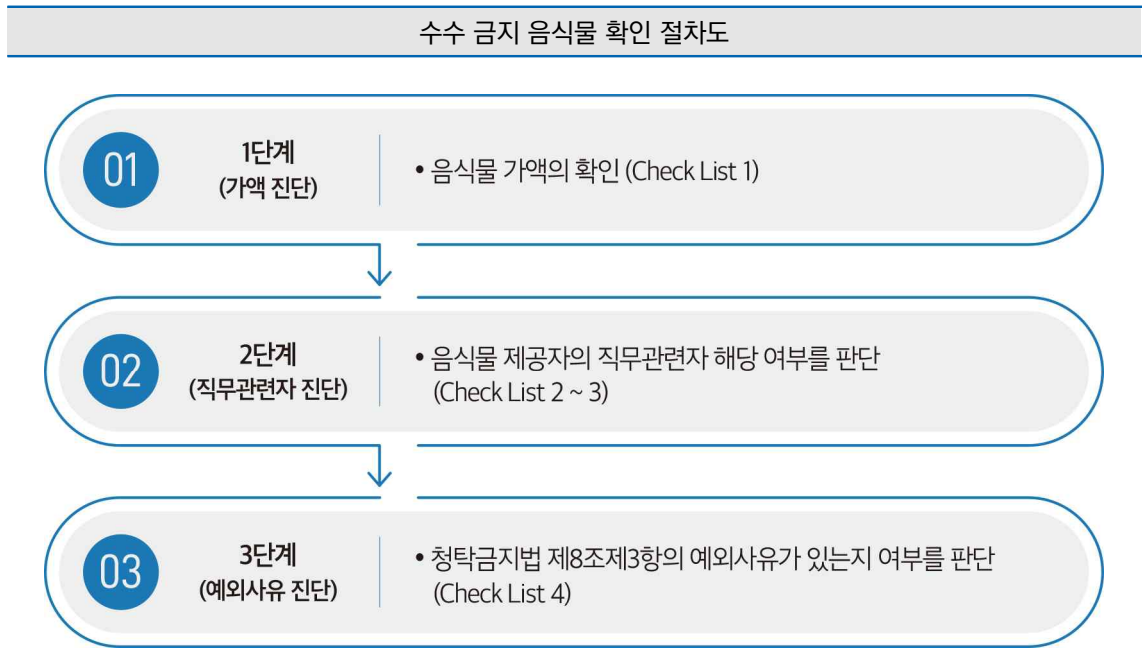 수수 금지 음식물 확인 절차도
01
1단계
(가액 진단)
• 음식물 가액의 확인 (Check List 1)
02
2단계
(직무관련자 진단)
• 음식물 제공자의 직무관련자 해당 여부를 판단
(Check List 2 ~ 3)
03
3단계
(예외사유 진단)
• 청탁금지법 제8조제3항의 예외사유가 있는지 여부를 판단
(Check List 4)